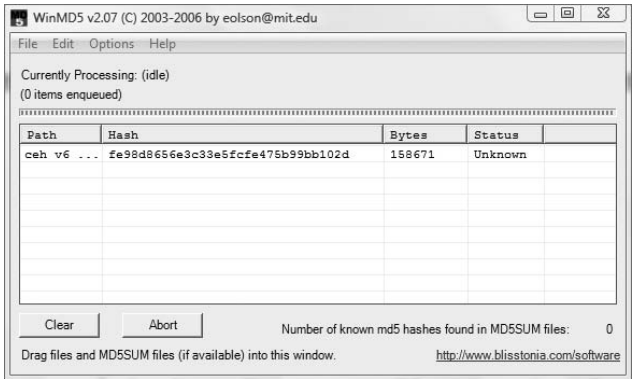 MD 5 WinMD5 v2.07 (C) 2003-2006 by eolson@mit.edu
File Edit Options Help
Currently Processing: (idle)
(0 items enqueued)
Path Hash Bytes Status
ceh v6 ... fe98d8656e3c33e5fcfe475b99bb102d 158671 Unknown
Clear Abort Number of known md5 hashes found in MD5SUM files: 0
Drag files and MD5SUM files (if available) into this window. http://www.blisstonia.com/software